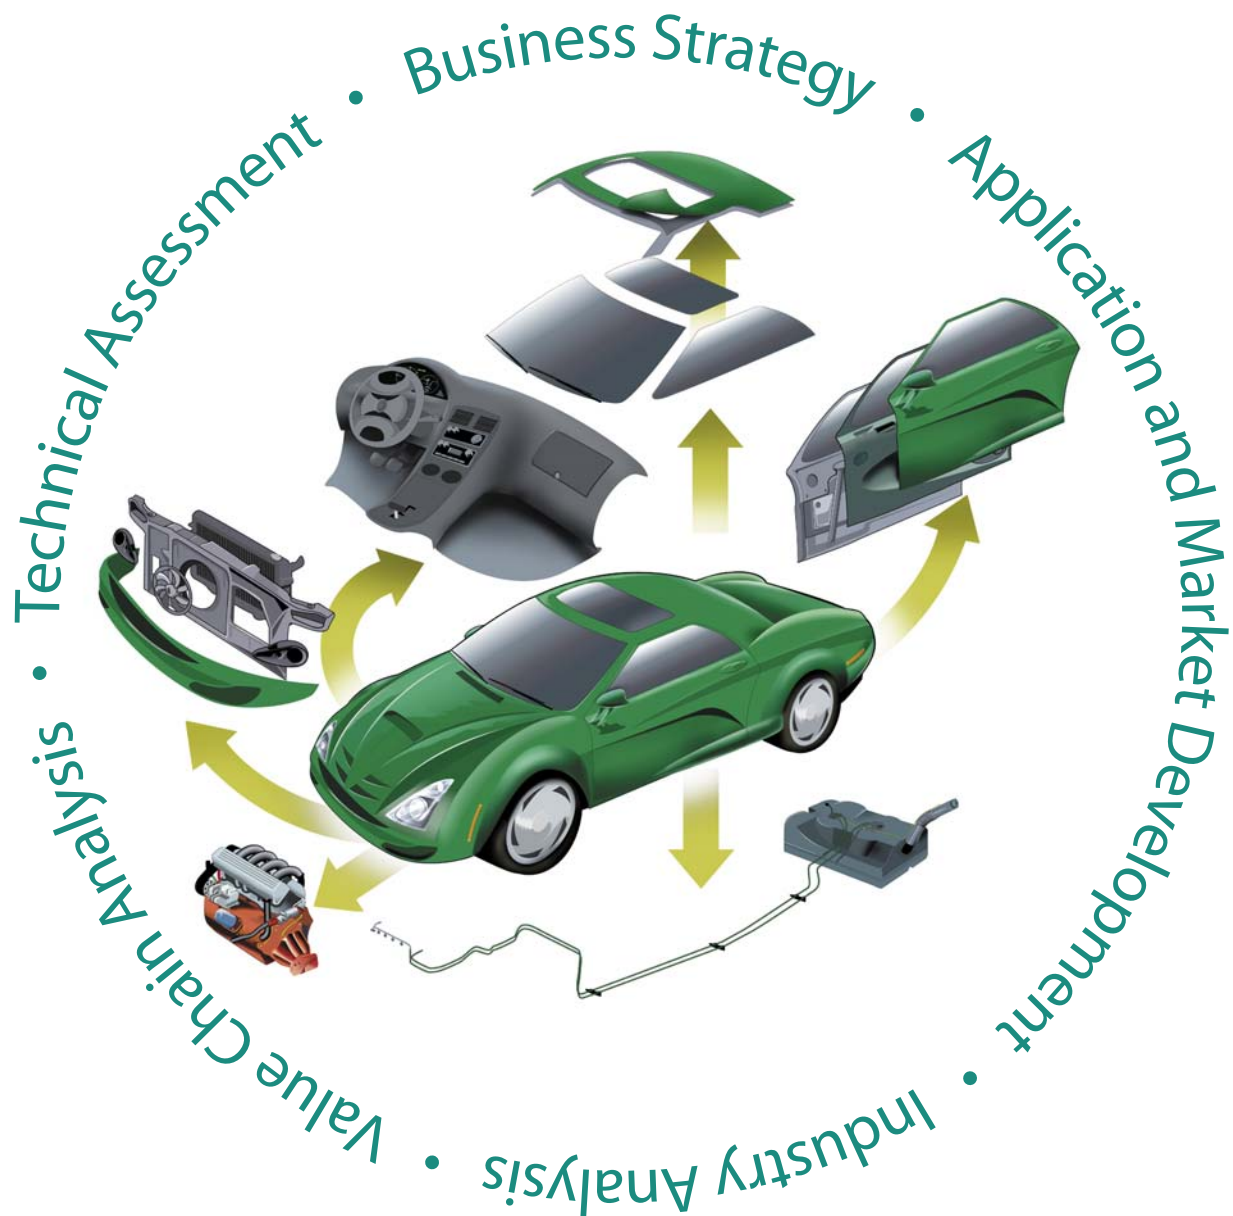 Business Strategy
Application and Market Development
Industry Analysis
Value Chain Analysis
Technical Assessment